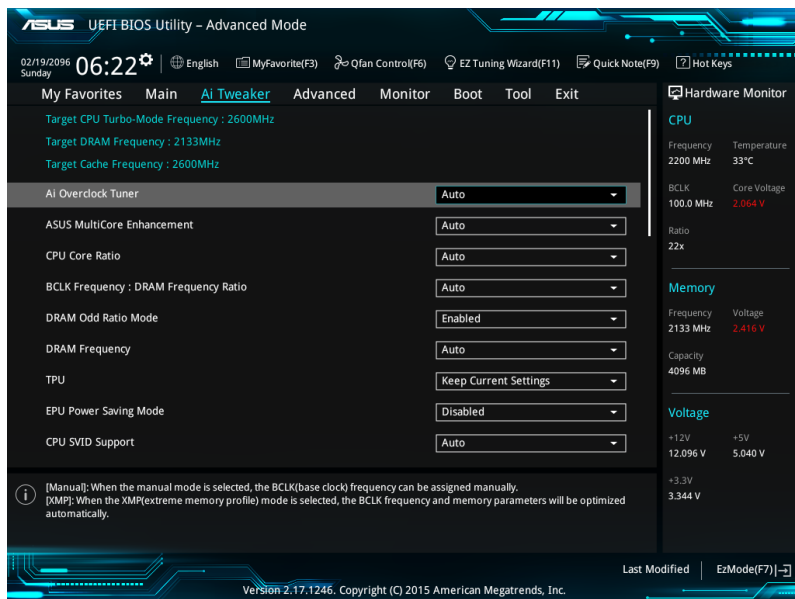 ASUS UEFI BIOS Utility – Advanced Mode
02/19/2096
Sunday
06:22
English MyFavorite(F3) Qfan Control(F6) EZ Tuning Wizard(F11) Quick Note(F9) ? Hot Keys
My Favorites Main Ai Tweaker Advanced Monitor Boot Tool Exit
Target CPU Turbo-Mode Frequency : 2600MHz
Target DRAM Frequency : 2133MHz
Target Cache Frequency : 2600MHz
Ai Overclock Tuner Auto
ASUS MultiCore Enhancement Auto
CPU Core Ratio Auto
BCLK Frequency : DRAM Frequency Ratio Auto
DRAM Odd Ratio Mode Enabled
DRAM Frequency Auto
TPU Keep Current Settings
EPU Power Saving Mode Disabled
CPU SVID Support Auto
[Manual]: When the manual mode is selected, the BCLK(base clock) frequency can be assigned manually.
[XMP]: When the XMP(extreme memory profile) mode is selected, the BCLK frequency and memory parameters will be optimized
automatically.
Hardware Monitor
CPU
Frequency Temperature
2200 MHz 33°C
BCLK Core Voltage
100.0 MHz 2.064 V
Ratio
22x
Memory
Frequency Voltage
2133 MHz 2.416 V
Capacity
4096 MB
Voltage
+12V +5V
12.096 V 5.040 V
+3.3V
3.344 V
Last Modified EzMode(F7)
Version 2.17.1246. Copyright (C) 2015 American Megatrends, Inc.